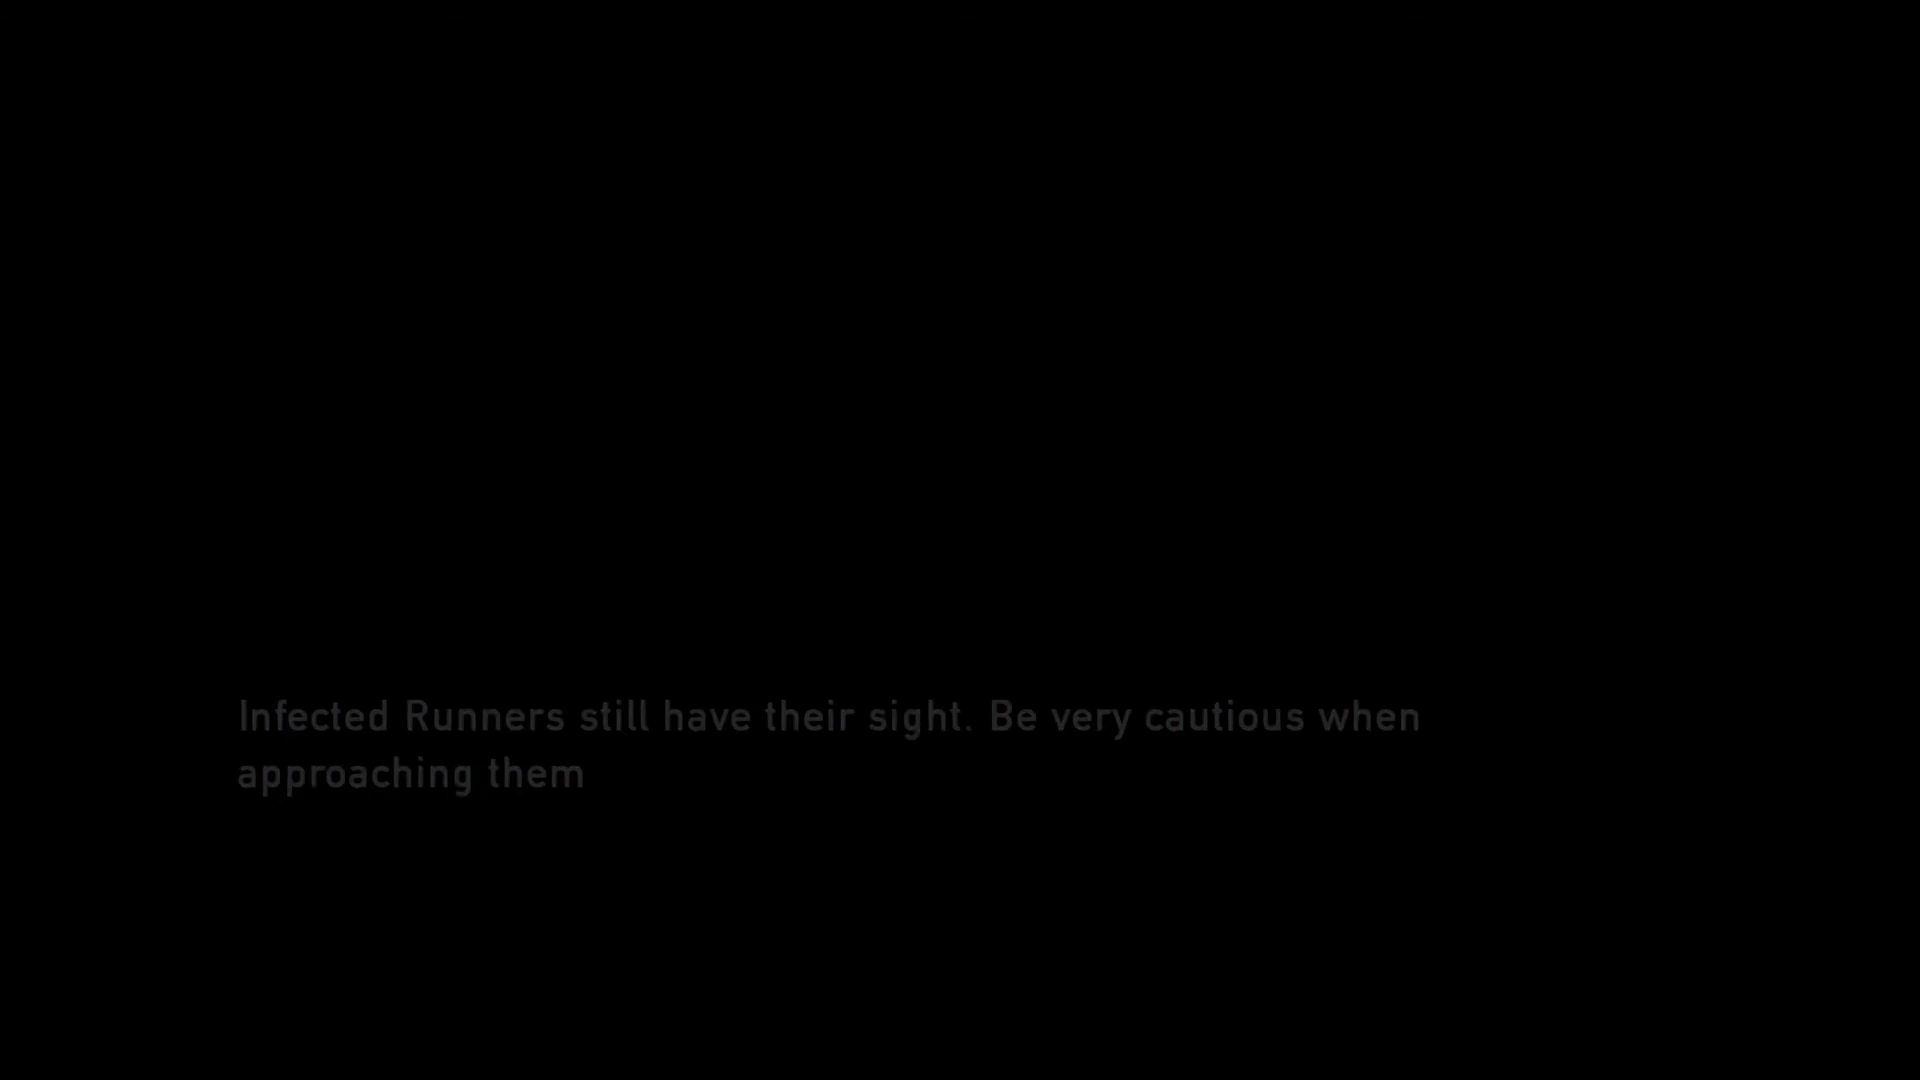 Infected Runners still have their sight. Be very cautious when
approaching them